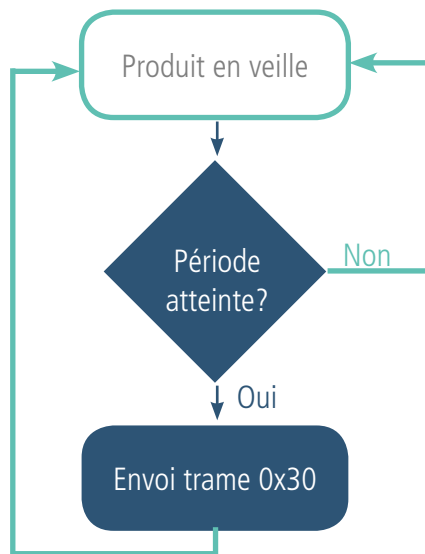 Produit en veille
Période
atteinte?
Non
Oui
Envoi trame 0x30